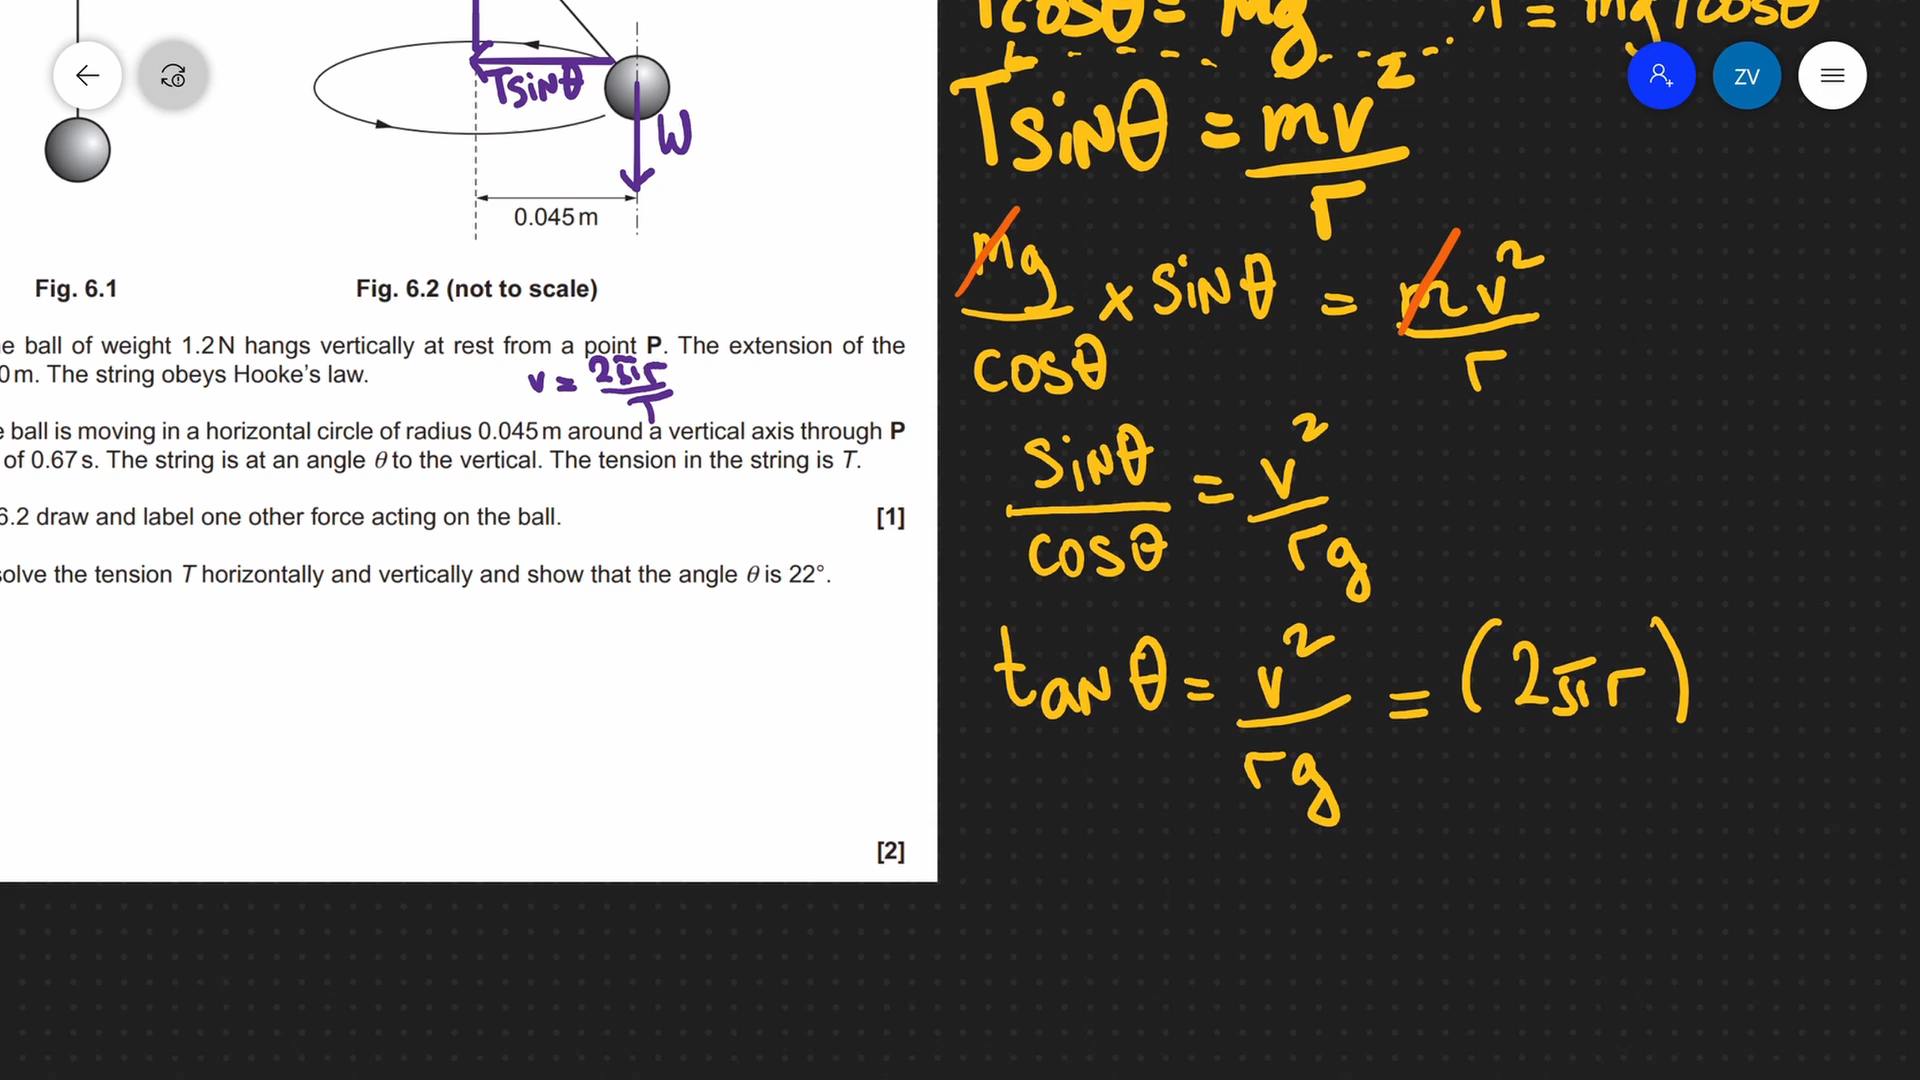 Tsinθ
W
0.045 m
Fig. 6.1
Fig. 6.2 (not to scale)
ball of weight 1.2 N hangs vertically at rest from a point P. The extension of the
0 m. The string obeys Hooke's law.
v = 2πr/T
ball is moving in a horizontal circle of radius 0.045 m around a vertical axis through P
of 0.67 s. The string is at an angle θ to the vertical. The tension in the string is T.
6.2 draw and label one other force acting on the ball. [1]
solve the tension T horizontally and vertically and show that the angle θ is 22°.
[2]
Tcosθ = mg
T = mg/cosθ
ZV
Tsinθ = mv²/r
mg/cosθ x sinθ = mv²/r
sinθ/cosθ = v²/rg
tanθ = v²/rg = (2πr)